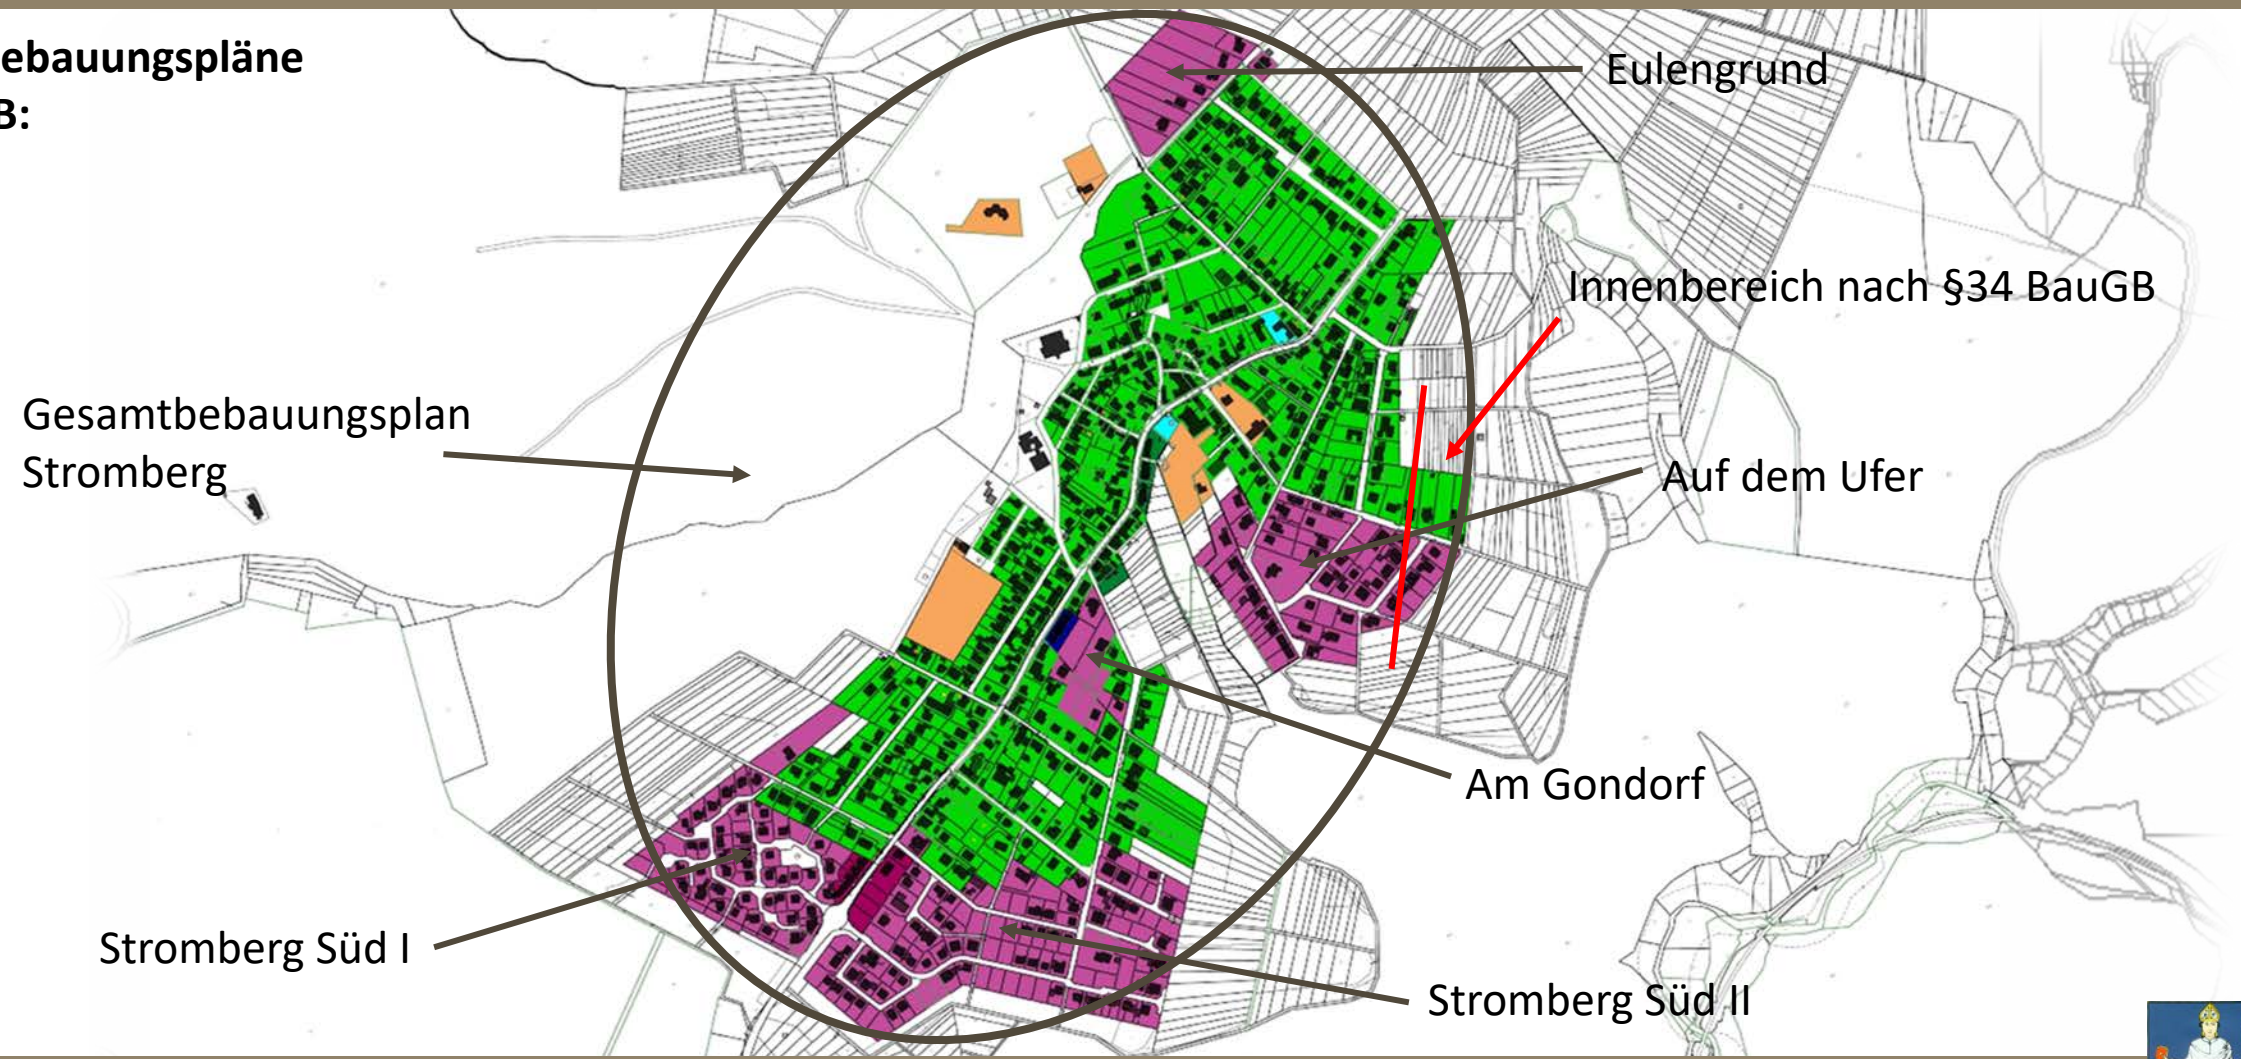 ebauungspläne
B:
Eulengrund
Innenbereich nach §34 BauGB
Gesamtbebauungsplan
Stromberg
Auf dem Ufer
Am Gondorf
Stromberg Süd I
Stromberg Süd II